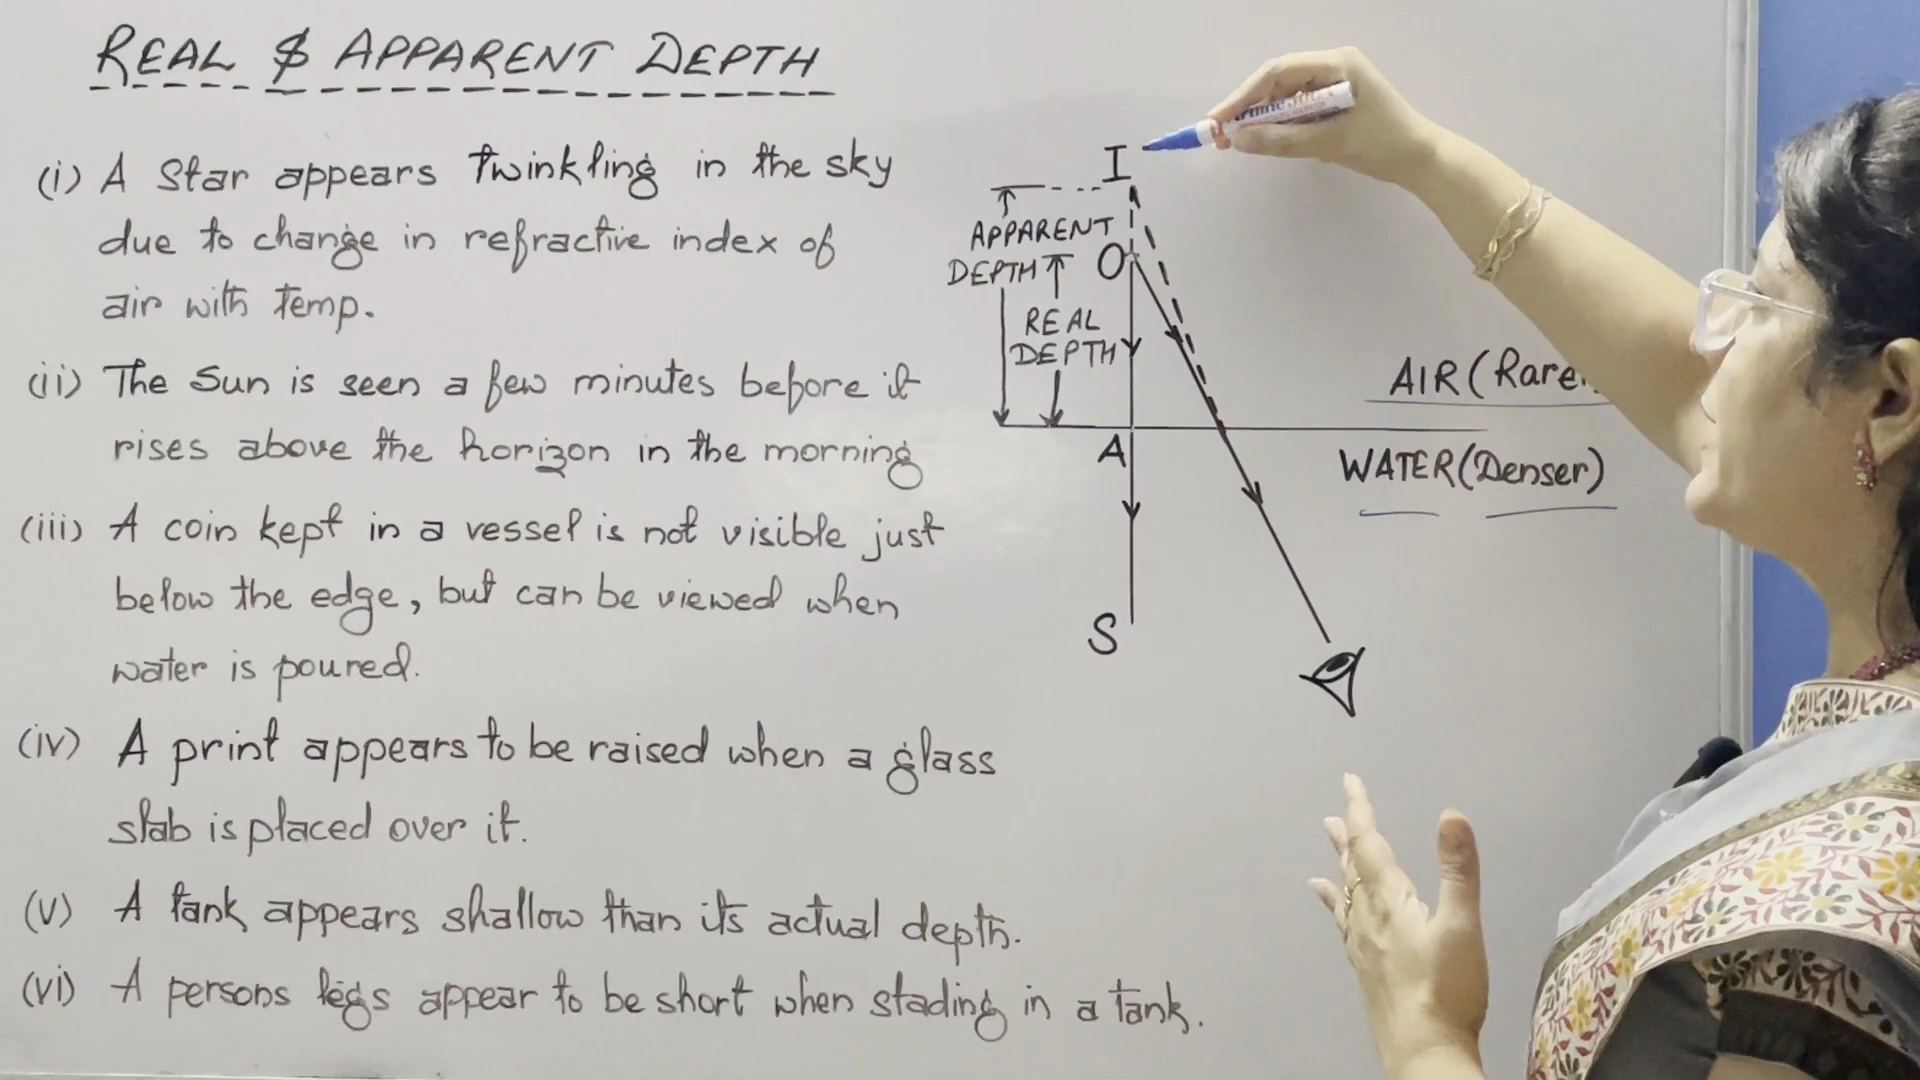 REAL $ APPARENT DEPTH
(i) A Star appears twinkling in the sky
due to change in refractive index of
air with temp.
(ii) The Sun is seen a few minutes before it
rises above the horizon in the morning
(iii) A coin kept in a vessel is not visible just
below the edge, but can be viewed when
water is poured.
(iv) A print appears to be raised when a glass
slab is placed over it.
(v) A tank appears shallow than its actual depth.
(vi) A persons legs appear to be short when stading in a tank.
I
APPARENT
DEPTH
O
REAL
DEPTH
AIR (Rare
A
WATER (Denser)
S